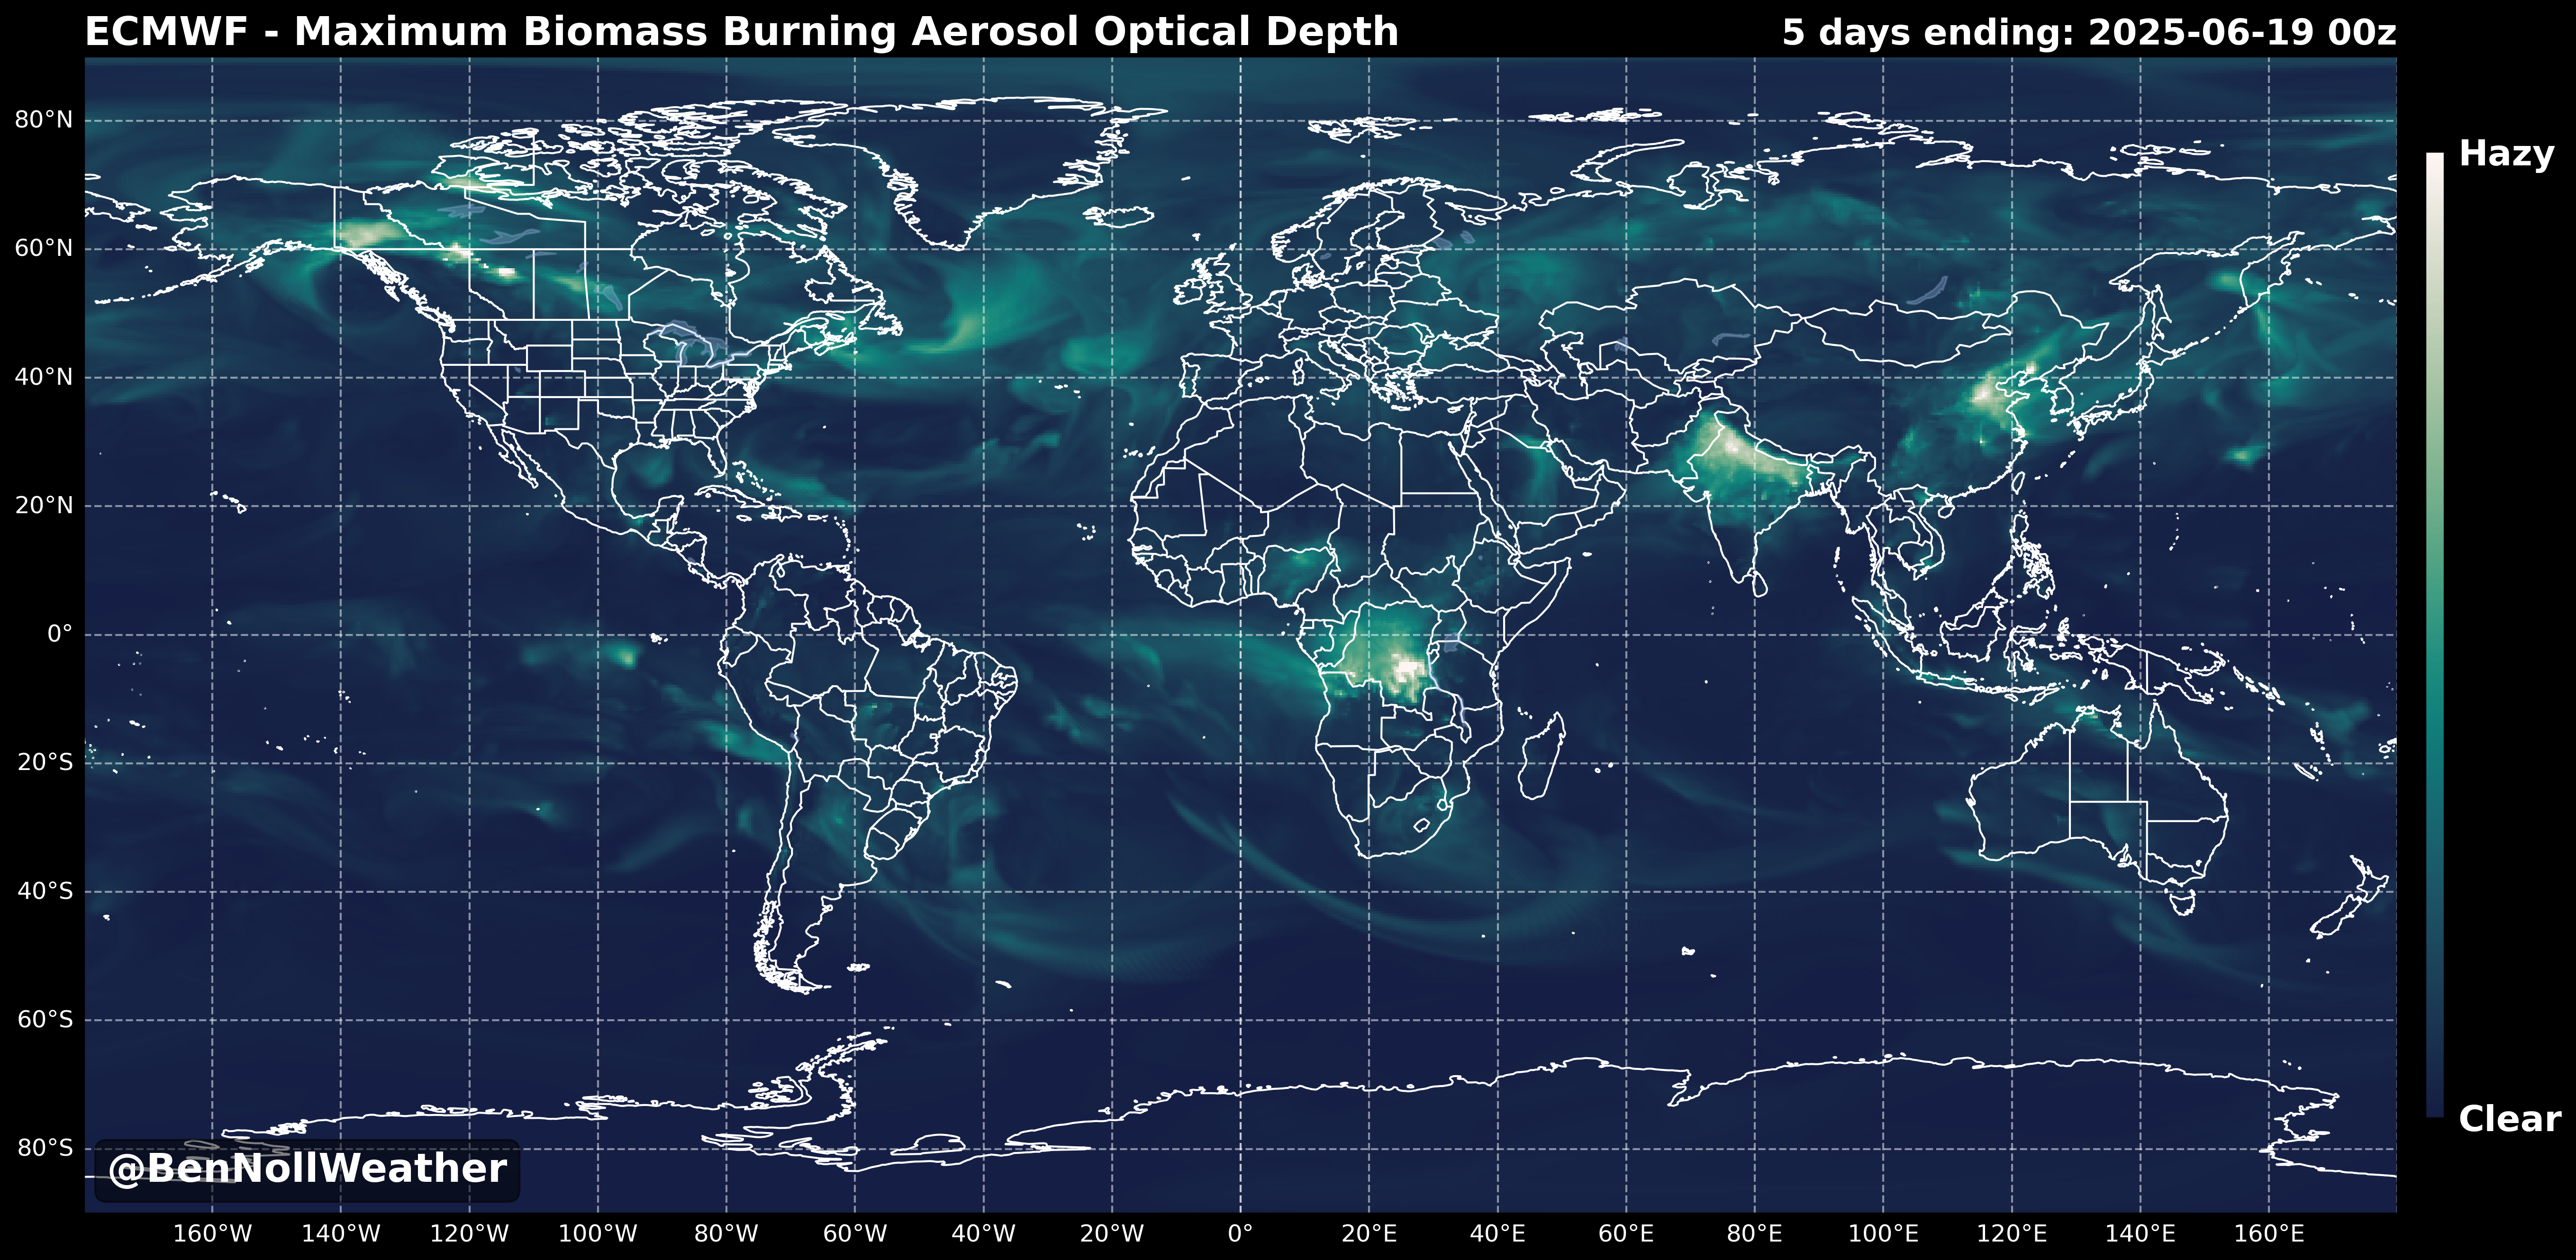 ECMWF - Maximum Biomass Burning Aerosol Optical Depth
5 days ending: 2025-06-19 00z
Hazy
80°N
60°N
40°N
20°N
0°
20°S
40°S
60°S
80°S
Clear
@BenNollWeather
160°W 140°W 120°W 100°W 80°W 60°W 40°W 20°W 0° 20°E 40°E 60°E 80°E 100°E 120°E 140°E 160°E